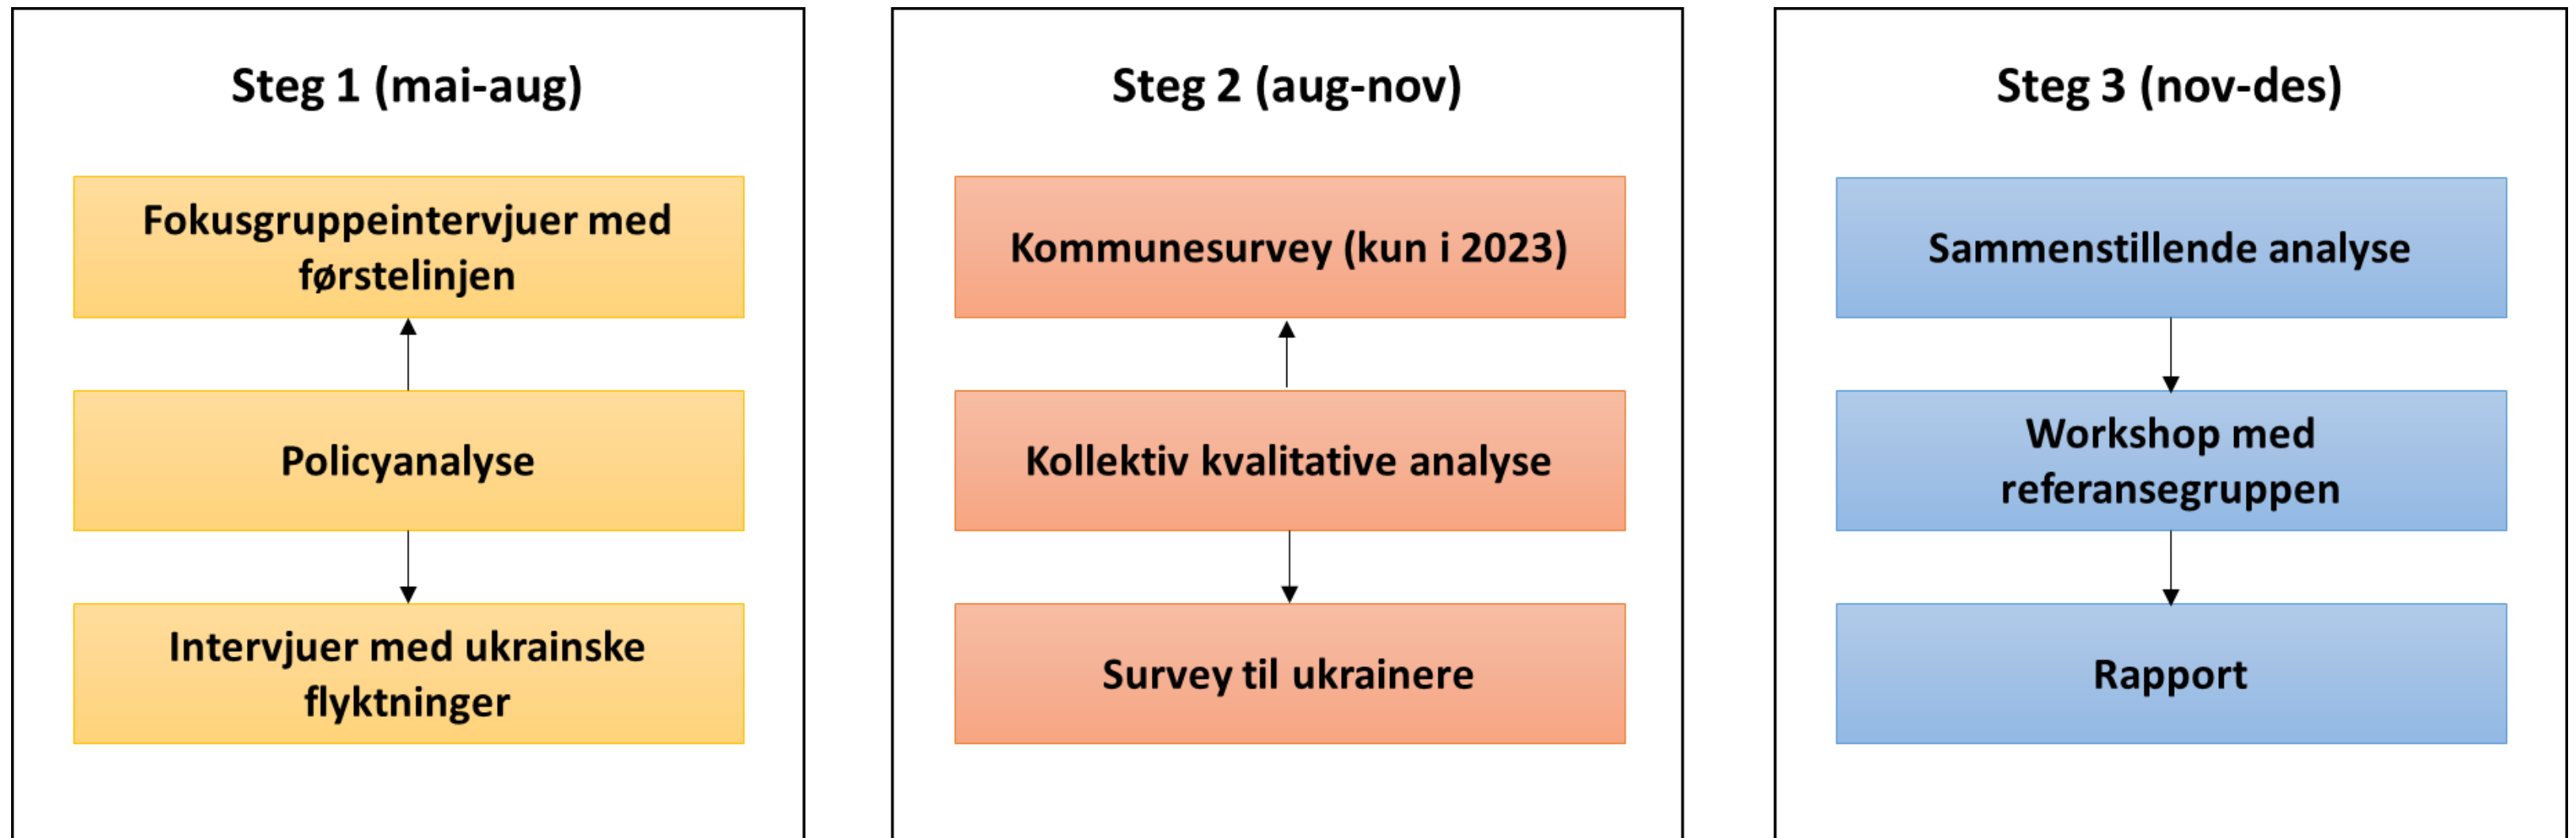 Steg 1 (mai-aug)
Fokusgruppeintervjuer med
førstelinjen
Policyanalyse
Intervjuer med ukrainske
flyktninger
Steg 2 (aug-nov)
Kommunesurvey (kun i 2023)
Kollektiv kvalitative analyse
Survey til ukrainere
Steg 3 (nov-des)
Sammenstillende analyse
Workshop med
referansegruppen
Rapport